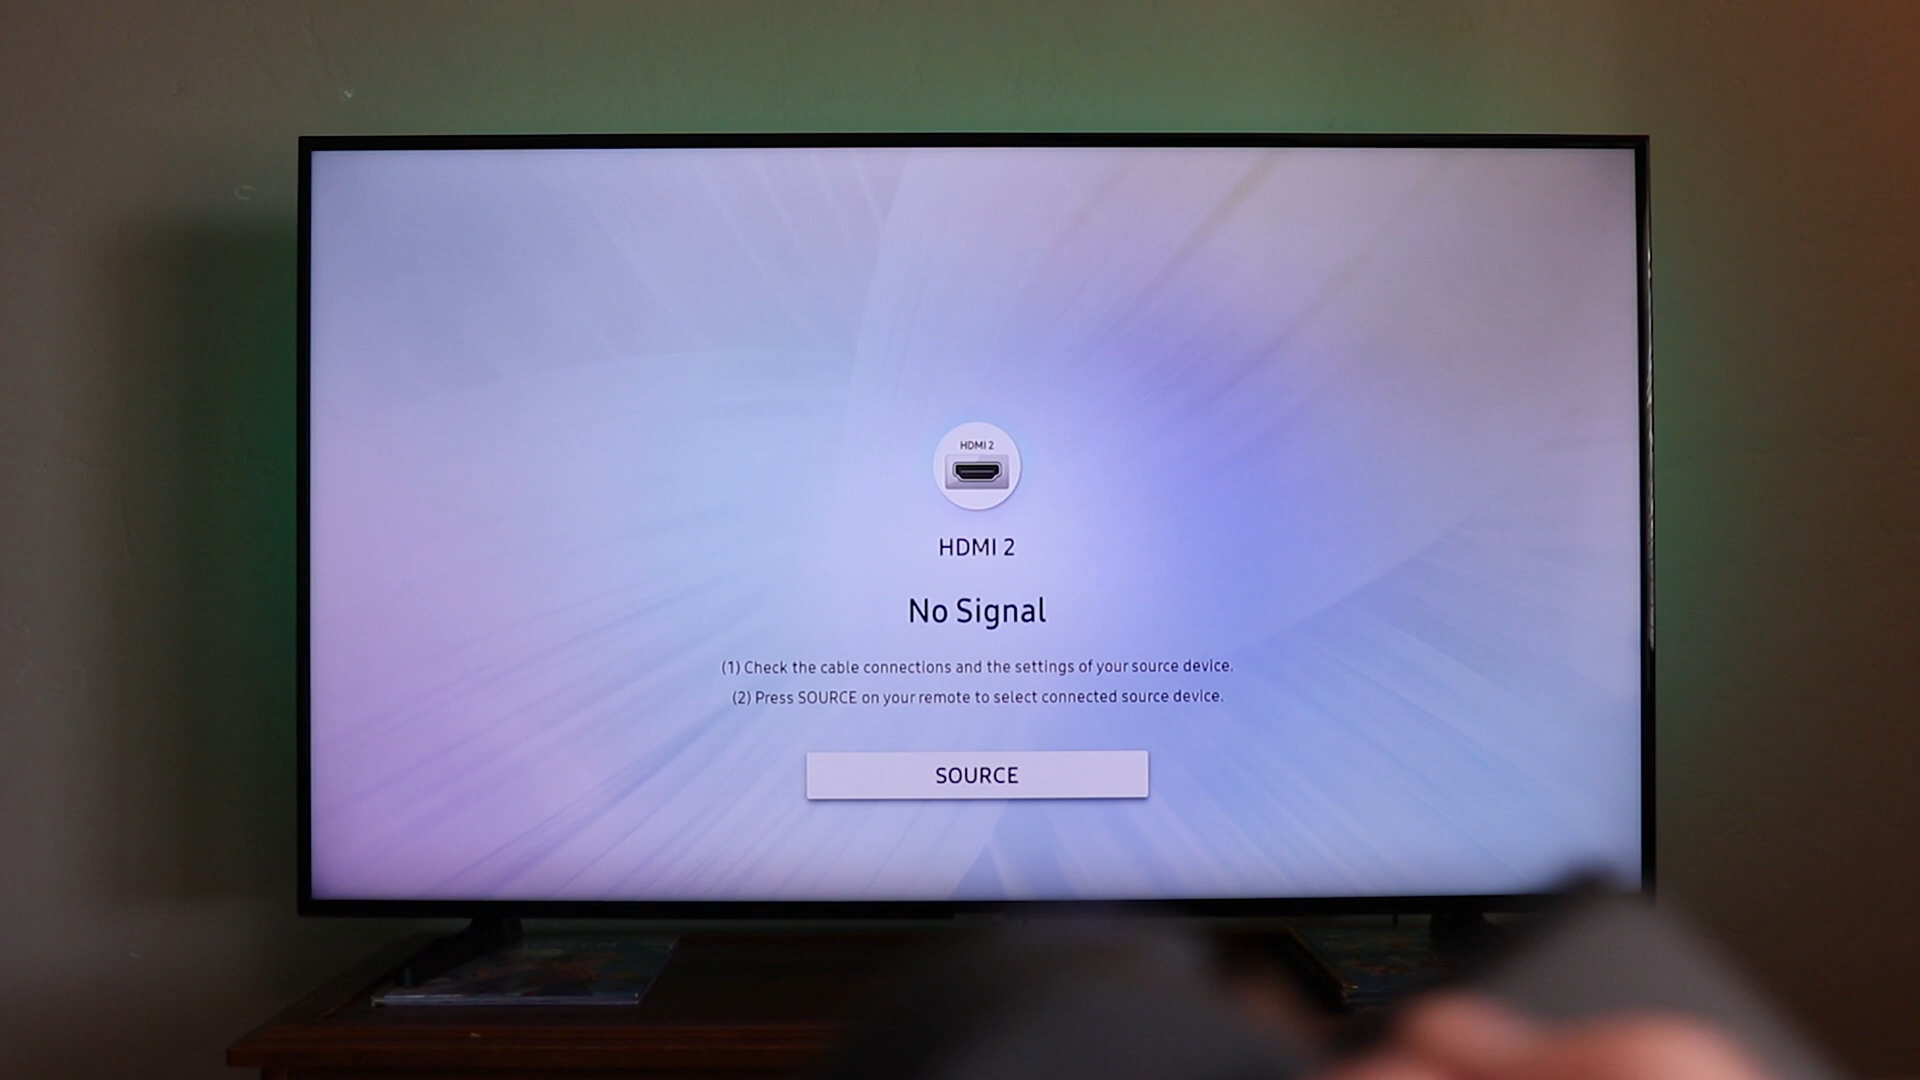 HDMI 2
HDMI 2
No Signal
(1) Check the cable connections and the settings of your source device.
(2) Press SOURCE on your remote to select connected source device.
SOURCE